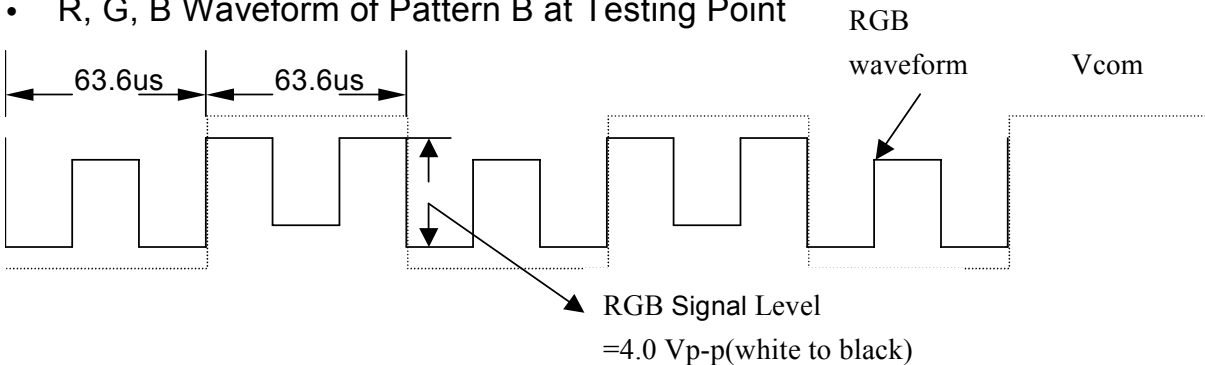 • R, G, B Waveform of Pattern B at Testing Point
RGB
waveform
Vcom
63.6us
63.6us
RGB Signal Level
=4.0 Vp-p(white to black)